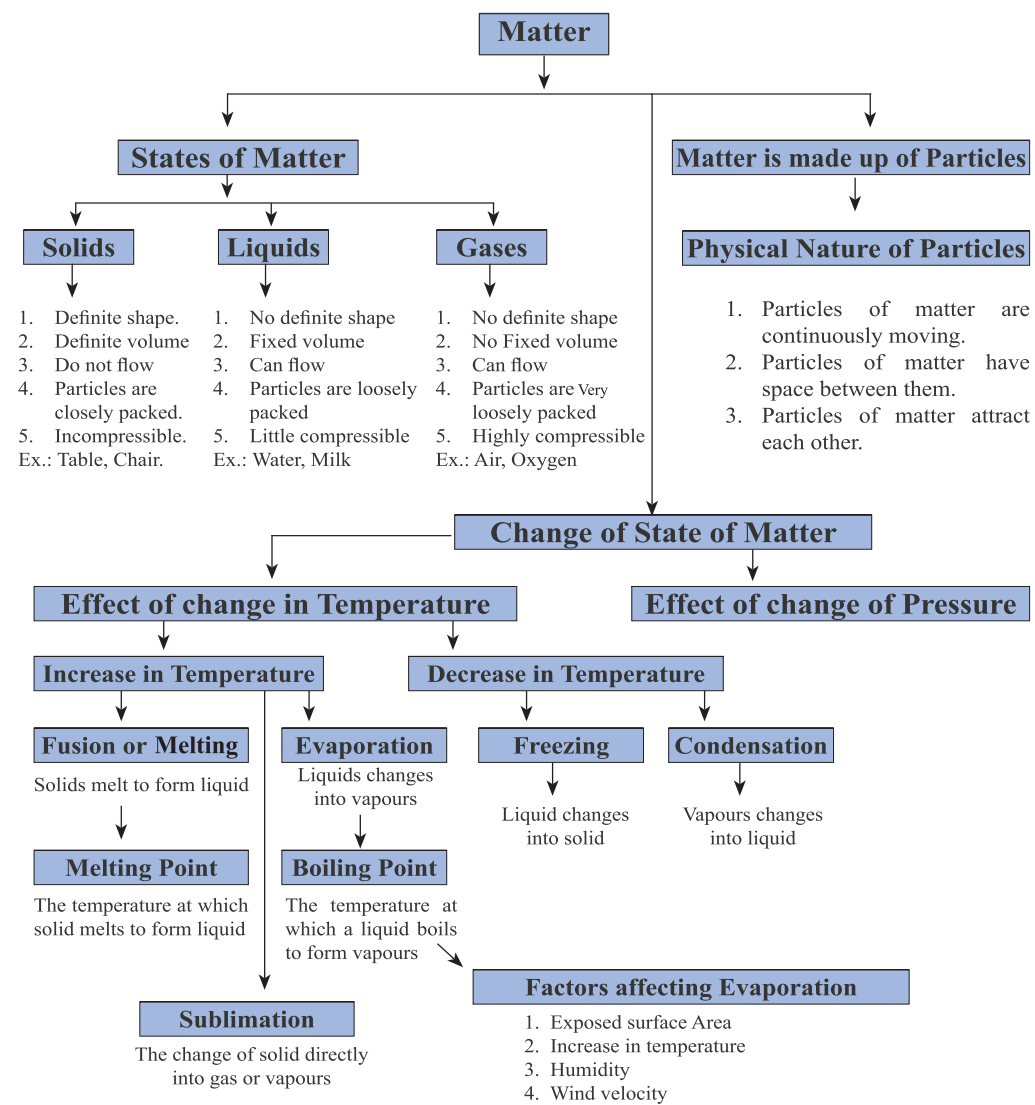 Matter
States of Matter
Matter is made up of Particles
Solids
Liquids
Gases
Physical Nature of Particles
1. Definite shape.
2. Definite volume
3. Do not flow
4. Particles are
closely packed.
5. Incompressible.
Ex.: Table, Chair.
1. No definite shape
2. Fixed volume
3. Can flow
4. Particles are loosely
packed
5. Little compressible
Ex.: Water, Milk
1. No definite shape
2. No Fixed volume
3. Can flow
4. Particles are Very
loosely packed
5. Highly compressible
Ex.: Air, Oxygen
1. Particles of matter are
continuously moving.
2. Particles of matter have
space between them.
3. Particles of matter attract
each other.
Change of State of Matter
Effect of change in Temperature
Effect of change of Pressure
Increase in Temperature
Decrease in Temperature
Fusion or Melting
Solids melt to form liquid
Evaporation
Liquids changes
into vapours
Freezing
Liquid changes
into solid
Condensation
Vapours changes
into liquid
Melting Point
The temperature at which
solid melts to form liquid
Boiling Point
The temperature at
which a liquid boils
to form vapours
Factors affecting Evaporation
1. Exposed surface Area
2. Increase in temperature
3. Humidity
4. Wind velocity
Sublimation
The change of solid directly
into gas or vapours